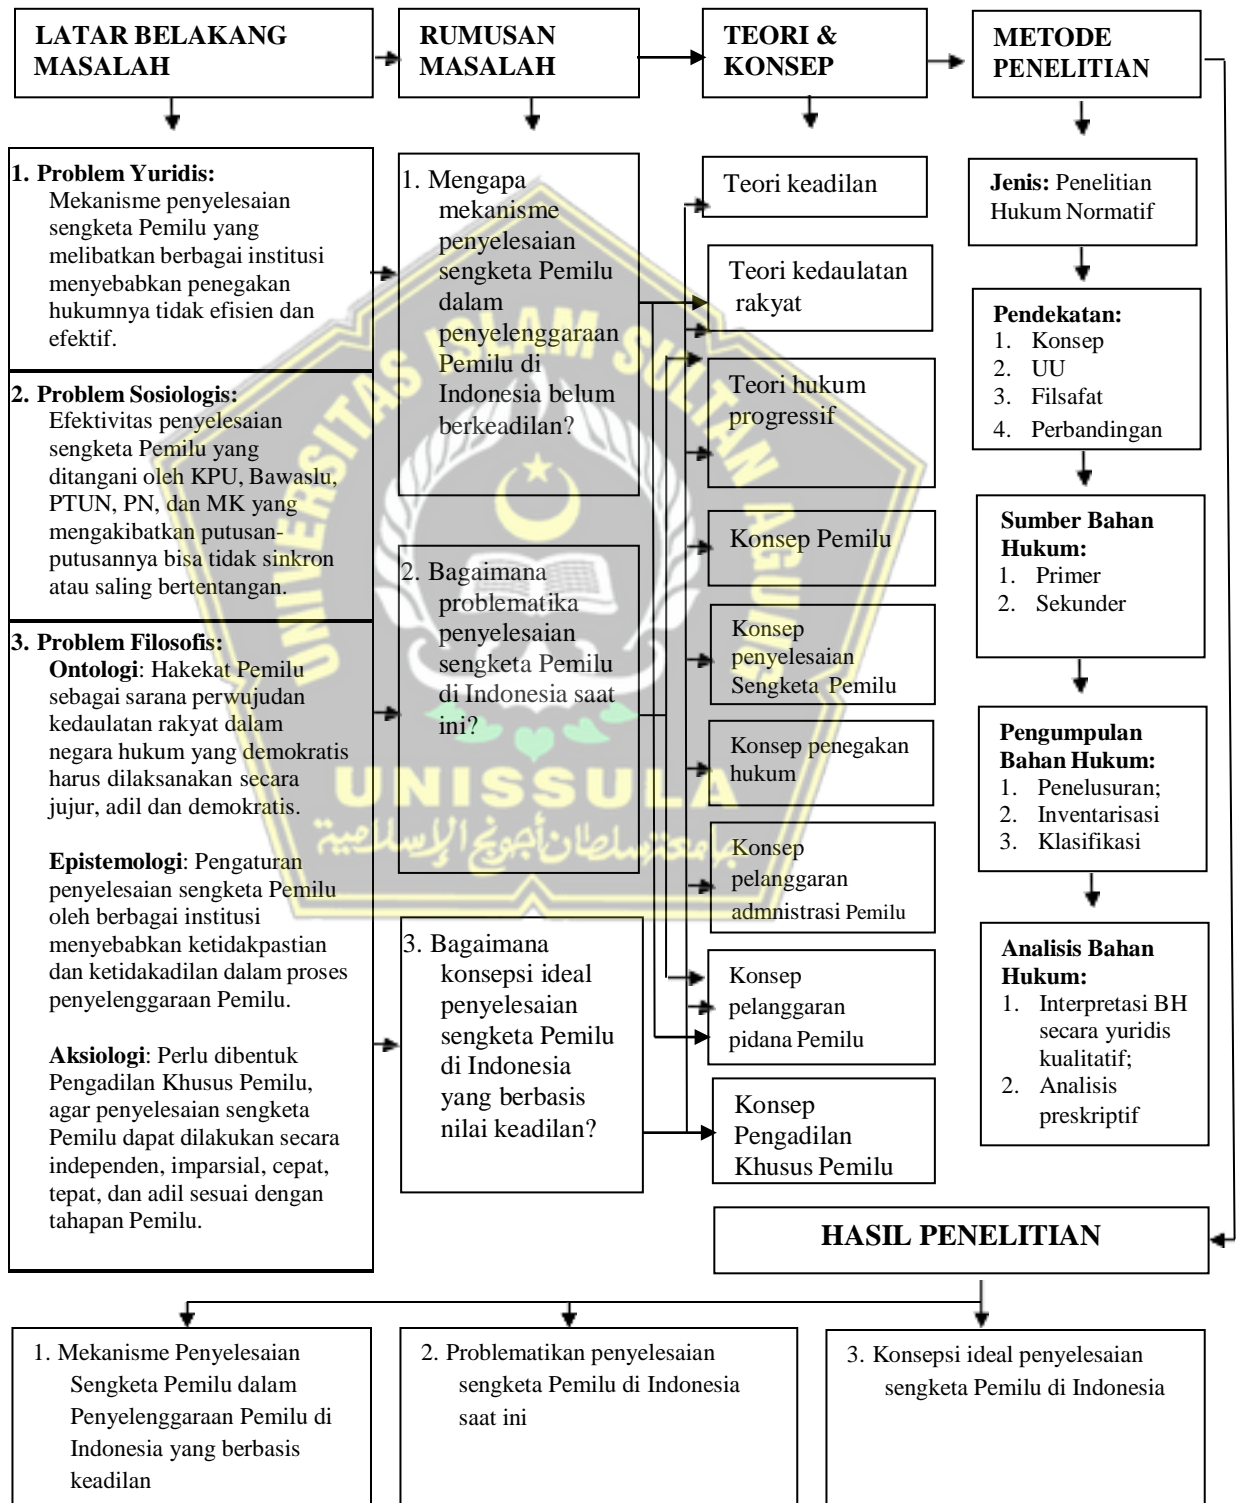 LATAR BELAKANG
MASALAH
RUMUSAN
MASALAH
TEORI &
KONSEP
METODE
PENELITIAN
1. Problem Yuridis:
Mekanisme penyelesaian
sengketa Pemilu yang
melibatkan berbagai institusi
menyebabkan penegakan
hukumnya tidak efisien dan
efektif.
2. Problem Sosiologis:
Efektivitas penyelesaian
sengketa Pemilu yang
ditangani oleh KPU, Bawaslu,
PTUN, PN, dan MK yang
mengakibatkan putusan-
putusannya bisa tidak sinkron
atau saling bertentangan.
3. Problem Filosofis:
Ontologi: Hakekat Pemilu
sebagai sarana perwujudan
kedaulatan rakyat dalam
negara hukum yang demokratis
harus dilaksanakan secara
jujur, adil dan demokratis.
Epistemologi: Pengaturan
penyelesaian sengketa Pemilu
oleh berbagai institusi
menyebabkan ketidakpastian
dan ketidakadilan dalam proses
penyelenggaraan Pemilu.
Aksiologi: Perlu dibentuk
Pengadilan Khusus Pemilu,
agar penyelesaian sengketa
Pemilu dapat dilakukan secara
independen, imparsial, cepat,
tepat, dan adil sesuai dengan
tahapan Pemilu.
1. Mengapa
mekanisme
penyelesaian
sengketa Pemilu
dalam
penyelenggaraan
Pemilu di
Indonesia belum
berkeadilan?
2. Bagaimana
problematika
penyelesaian
sengketa Pemilu
di Indonesia saat
ini?
3. Bagaimana
konsepsi ideal
penyelesaian
sengketa Pemilu
di Indonesia
yang berbasis
nilai keadilan?
Teori keadilan
Teori kedaulatan
rakyat
Teori hukum
progressif
Konsep Pemilu
Konsep
penyelesaian
Sengketa Pemilu
Konsep penegakan
hukum
Konsep
pelanggaran
admnistrasi Pemilu
Konsep
pelanggaran
pidana Pemilu
Konsep
Pengadilan
Khusus Pemilu
Jenis: Penelitian
Hukum Normatif
Pendekatan:
1. Konsep
2. UU
3. Filsafat
4. Perbandingan
Sumber Bahan
Hukum:
1. Primer
2. Sekunder
Pengumpulan
Bahan Hukum:
1. Penelusuran;
2. Inventarisasi
3. Klasifikasi
Analisis Bahan
Hukum:
1. Interpretasi BH
secara yuridis
kualitatif;
2. Analisis
preskriptif
UNIVERSITAS ISLAM SULTAN AGUNG
UNISSULA
جامعة سلطان أجونج الإسلامية
HASIL PENELITIAN
1. Mekanisme Penyelesaian
Sengketa Pemilu dalam
Penyelenggaraan Pemilu di
Indonesia yang berbasis
keadilan
2. Problematikan penyelesaian
sengketa Pemilu di Indonesia
saat ini
3. Konsepsi ideal penyelesaian
sengketa Pemilu di Indonesia